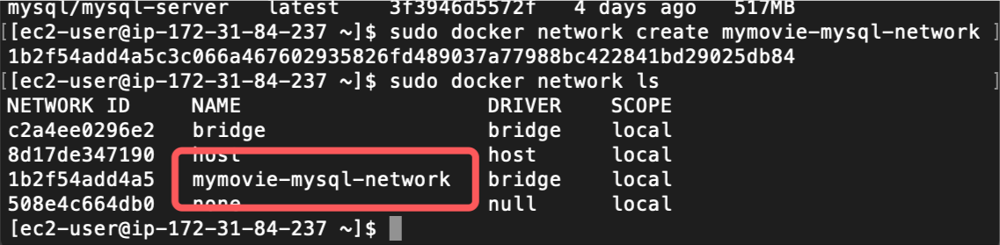 mysql/mysql-server   latest    3f3946d5572f   4 days ago   517MB
[[ec2-user@ip-172-31-84-237 ~]$ sudo docker network create mymovie-mysql-network ]
1b2f54add4a5c3c066a467602935826fd489037a77988bc422841bd29025db84
[[ec2-user@ip-172-31-84-237 ~]$ sudo docker network ls ]
NETWORK ID     NAME                    DRIVER    SCOPE
c2a4ee0296e2   bridge                  bridge    local
8d17de347190   host                    host      local
1b2f54add4a5   mymovie-mysql-network   bridge    local
508e4c664db0   none                    null      local
[ec2-user@ip-172-31-84-237 ~]$